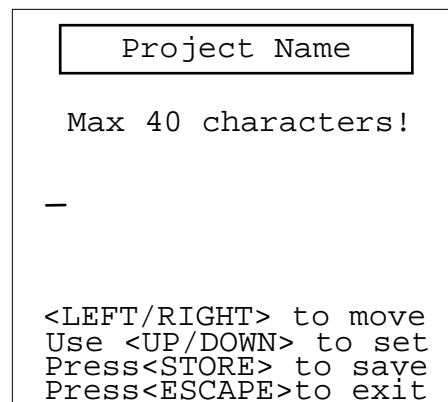 Project Name
Max 40 characters!
_
<LEFT/RIGHT> to move
Use <UP/DOWN> to set
Press<STORE> to save
Press<ESCAPE>to exit